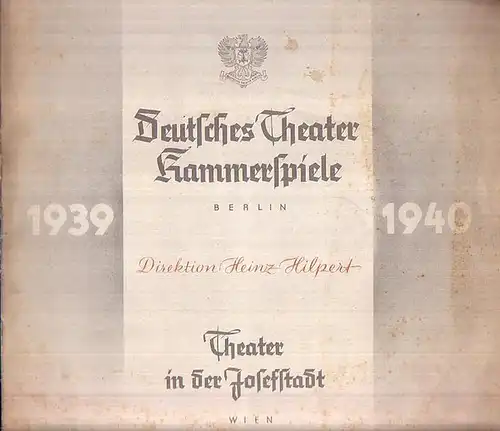 Deutsches Theater
Kammerspiele
BERLIN
1939 1940
Direktion Heinz Hilpert
Theater
in der Josefstadt
WIEN